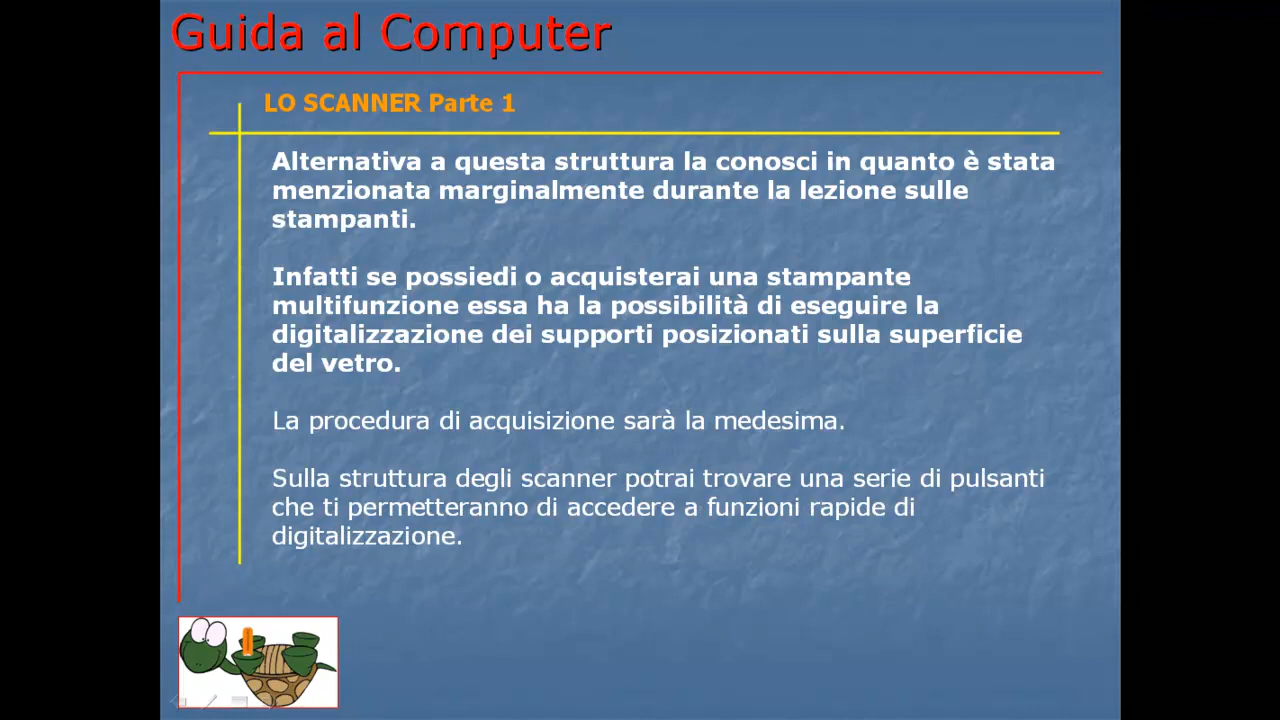 Guida al Computer
LO SCANNER Parte 1
Alternativa a questa struttura la conosci in quanto è stata
menzionata marginalmente durante la lezione sulle
stampanti.
Infatti se possiedi o acquisterai una stampante
multifunzione essa ha la possibilità di eseguire la
digitalizzazione dei supporti posizionati sulla superficie
del vetro.
La procedura di acquisizione sarà la medesima.
Sulla struttura degli scanner potrai trovare una serie di pulsanti
che ti permetteranno di accedere a funzioni rapide di
digitalizzazione.